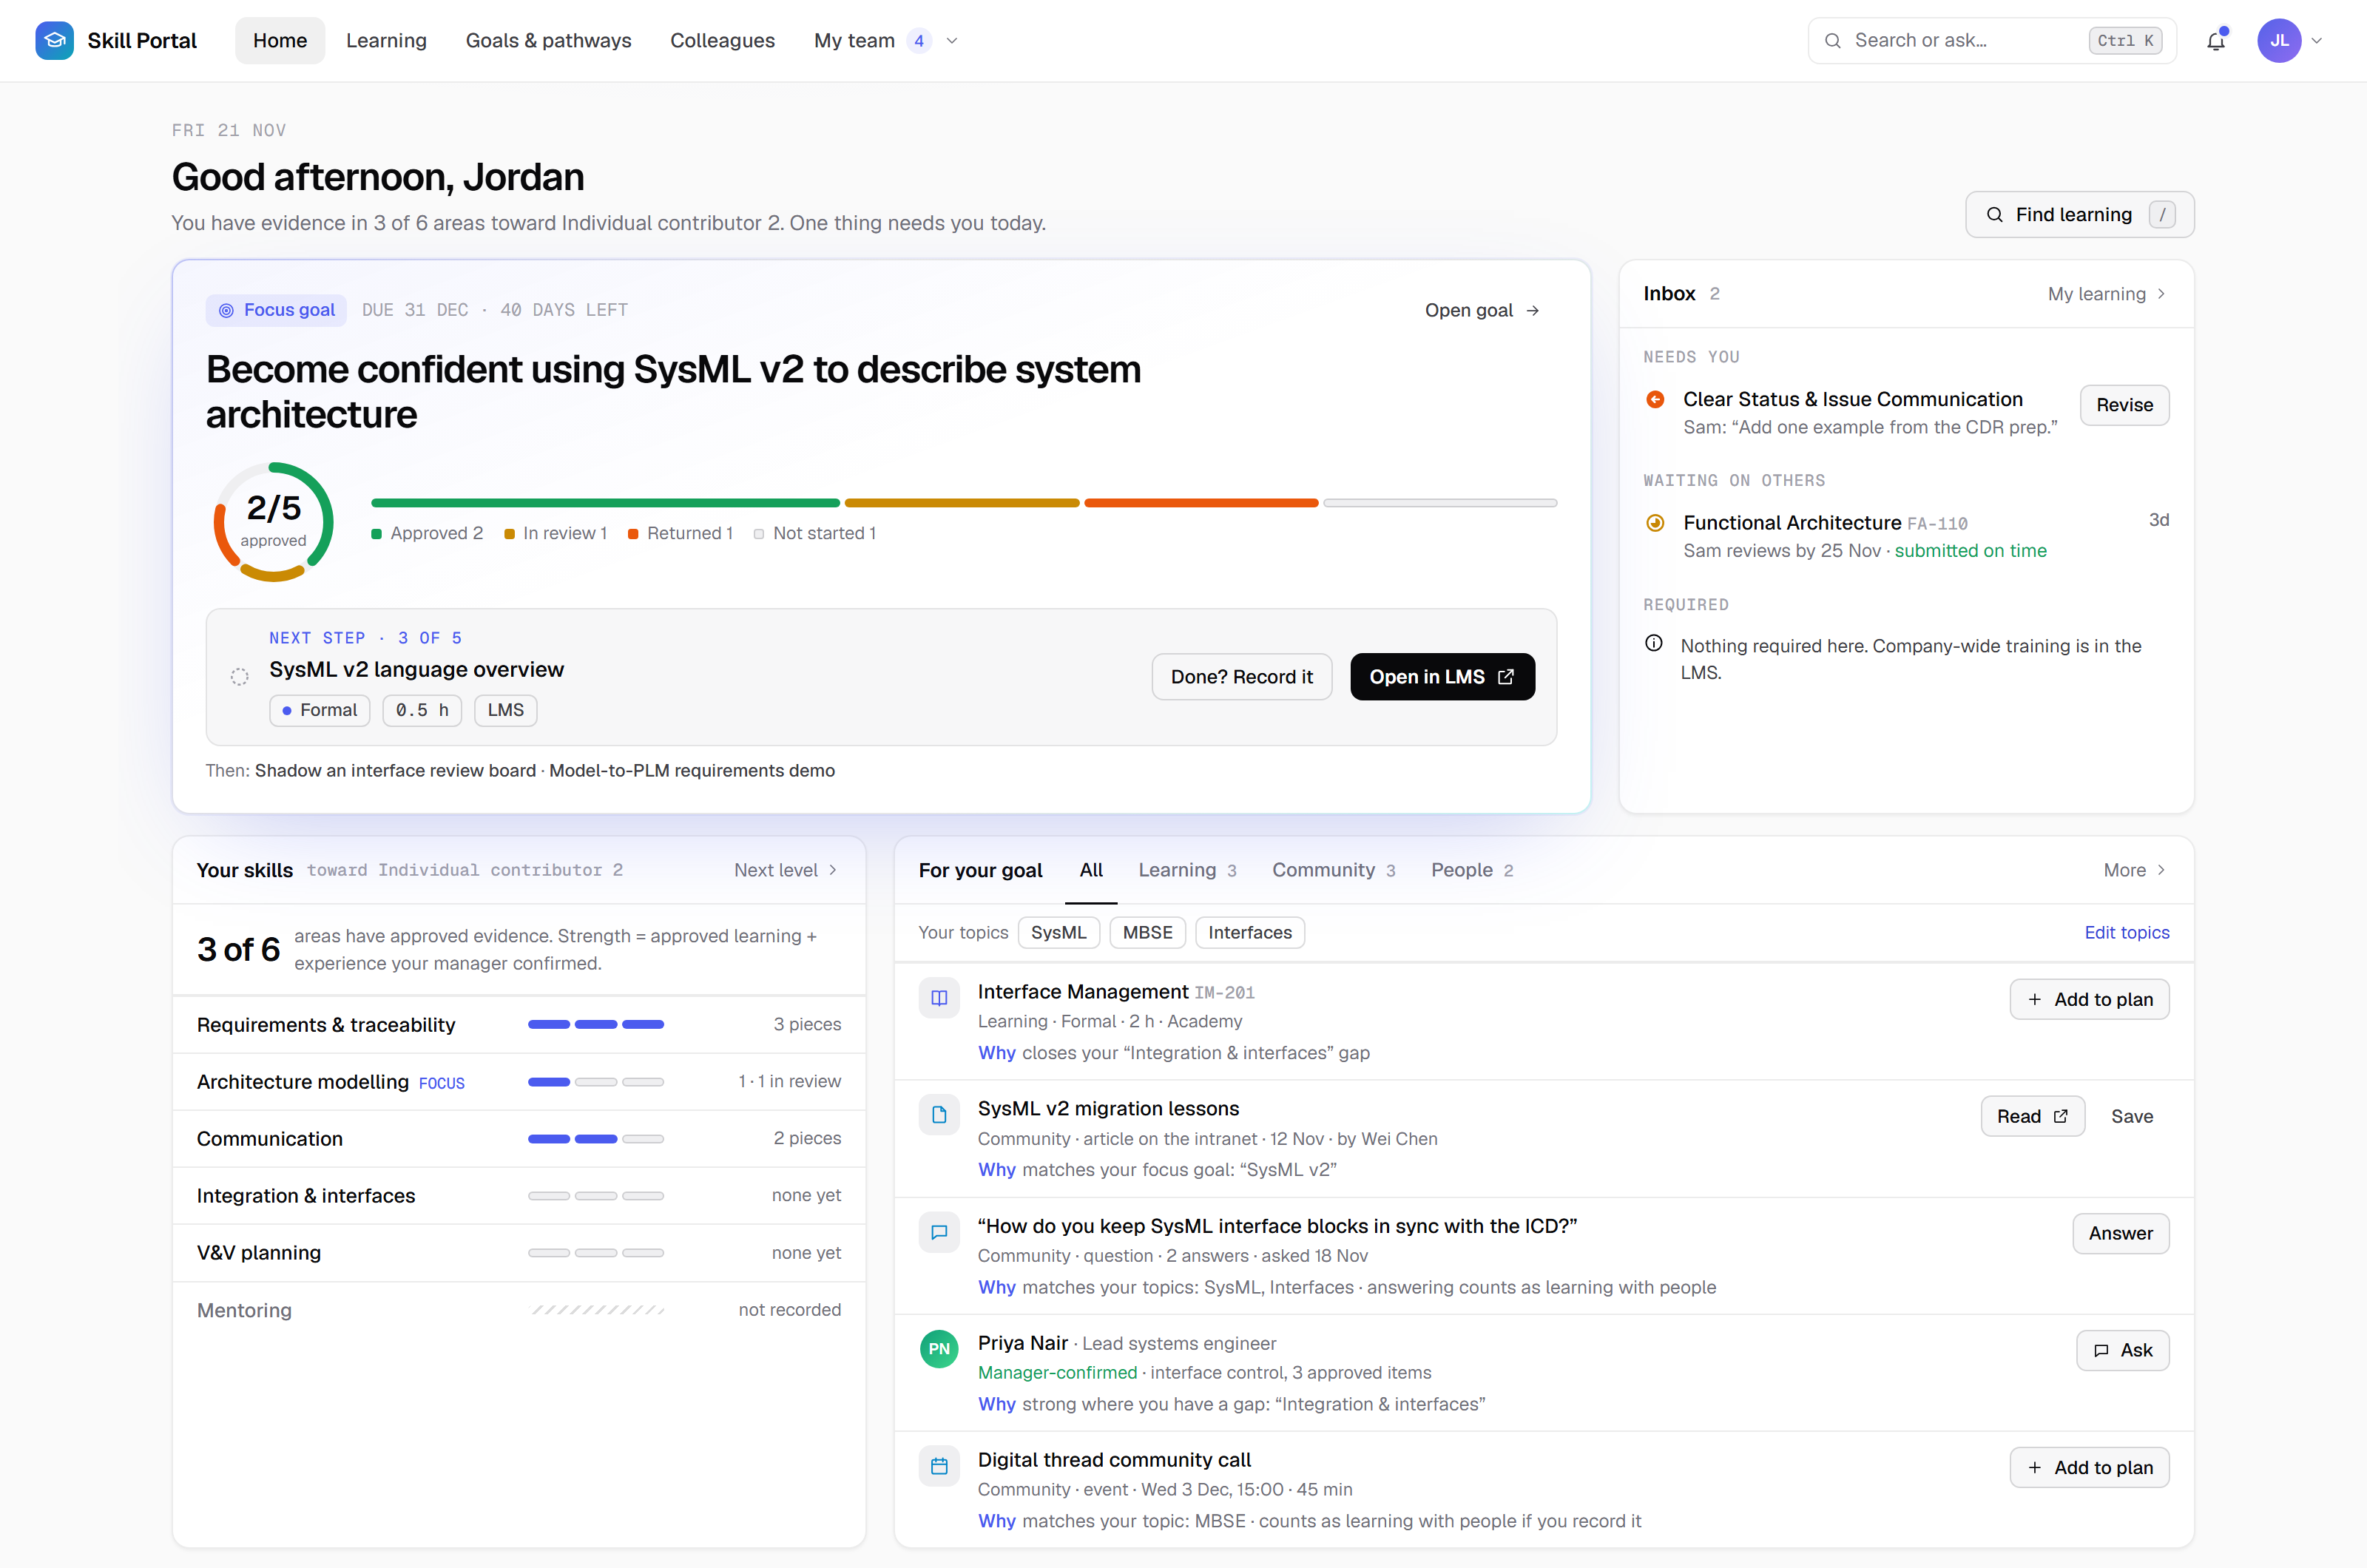 Skill Portal
Home
Learning
Goals & pathways
Colleagues
My team 4
Search or ask...
Ctrl K
JL
FRI 21 NOV
Good afternoon, Jordan
You have evidence in 3 of 6 areas toward Individual contributor 2. One thing needs you today.
Find learning /
Focus goal
DUE 31 DEC · 40 DAYS LEFT
Open goal →
Become confident using SysML v2 to describe system
architecture
2/5
approved
Approved 2
In review 1
Returned 1
Not started 1
NEXT STEP · 3 OF 5
SysML v2 language overview
Formal
0.5 h
LMS
Done? Record it
Open in LMS
Then: Shadow an interface review board · Model-to-PLM requirements demo
Inbox 2
My learning
NEEDS YOU
Clear Status & Issue Communication
Sam: “Add one example from the CDR prep.”
Revise
WAITING ON OTHERS
Functional Architecture FA-110
3d
Sam reviews by 25 Nov · submitted on time
REQUIRED
Nothing required here. Company-wide training is in the
LMS.
Your skills toward Individual contributor 2
Next level
3 of 6
areas have approved evidence. Strength = approved learning +
experience your manager confirmed.
Requirements & traceability
3 pieces
Architecture modelling FOCUS
1 · 1 in review
Communication
2 pieces
Integration & interfaces
none yet
V&V planning
none yet
Mentoring
not recorded
For your goal
All
Learning 3
Community 3
People 2
More
Your topics
SysML
MBSE
Interfaces
Edit topics
Interface Management IM-201
Learning · Formal · 2 h · Academy
Why closes your “Integration & interfaces” gap
+ Add to plan
SysML v2 migration lessons
Community · article on the intranet · 12 Nov · by Wei Chen
Why matches your focus goal: “SysML v2”
Read
Save
“How do you keep SysML interface blocks in sync with the ICD?”
Community · question · 2 answers · asked 18 Nov
Why matches your topics: SysML, Interfaces · answering counts as learning with people
Answer
PN
Priya Nair · Lead systems engineer
Manager-confirmed · interface control, 3 approved items
Why strong where you have a gap: “Integration & interfaces”
Ask
Digital thread community call
Community · event · Wed 3 Dec, 15:00 · 45 min
Why matches your topic: MBSE · counts as learning with people if you record it
+ Add to plan